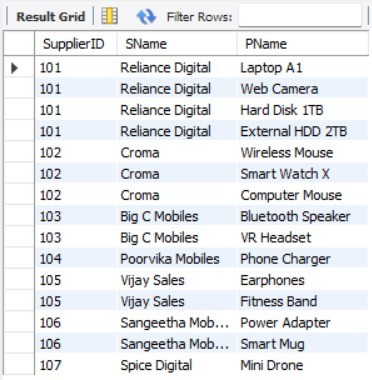 Result Grid Filter Rows:
SupplierID SName PName
101 Reliance Digital Laptop A1
101 Reliance Digital Web Camera
101 Reliance Digital Hard Disk 1TB
101 Reliance Digital External HDD 2TB
102 Croma Wireless Mouse
102 Croma Smart Watch X
102 Croma Computer Mouse
103 Big C Mobiles Bluetooth Speaker
103 Big C Mobiles VR Headset
104 Poorvika Mobiles Phone Charger
105 Vijay Sales Earphones
105 Vijay Sales Fitness Band
106 Sangeetha Mob... Power Adapter
106 Sangeetha Mob... Smart Mug
107 Spice Digital Mini Drone